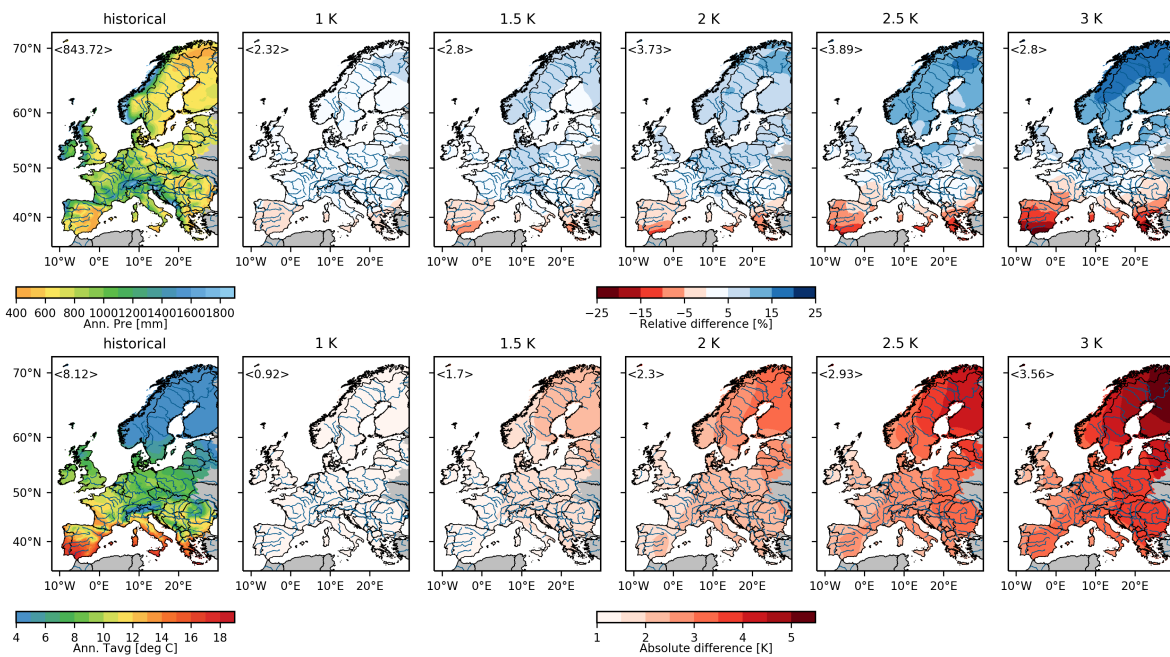 historical 1 K 1.5 K 2 K 2.5 K 3 K
70°N <843.72> <2.32> <2.8> <3.73> <3.89> <2.8>
60°N
50°N
40°N
10°W 0°E 10°E 20°E 10°W 0°E 10°E 20°E 10°W 0°E 10°E 20°E 10°W 0°E 10°E 20°E 10°W 0°E 10°E 20°E 10°W 0°E 10°E 20°E
400 600 800 1000 1200 1400 1600 1800 −25 −15 −5 5 15 25
Ann. Pre [mm] Relative difference [%]
historical 1 K 1.5 K 2 K 2.5 K 3 K
70°N <8.12> <0.92> <1.7> <2.3> <2.93> <3.56>
60°N
50°N
40°N
10°W 0°E 10°E 20°E 10°W 0°E 10°E 20°E 10°W 0°E 10°E 20°E 10°W 0°E 10°E 20°E 10°W 0°E 10°E 20°E 10°W 0°E 10°E 20°E
4 6 8 10 12 14 16 18 1 2 3 4 5
Ann. Tavg [deg C] Absolute difference [K]